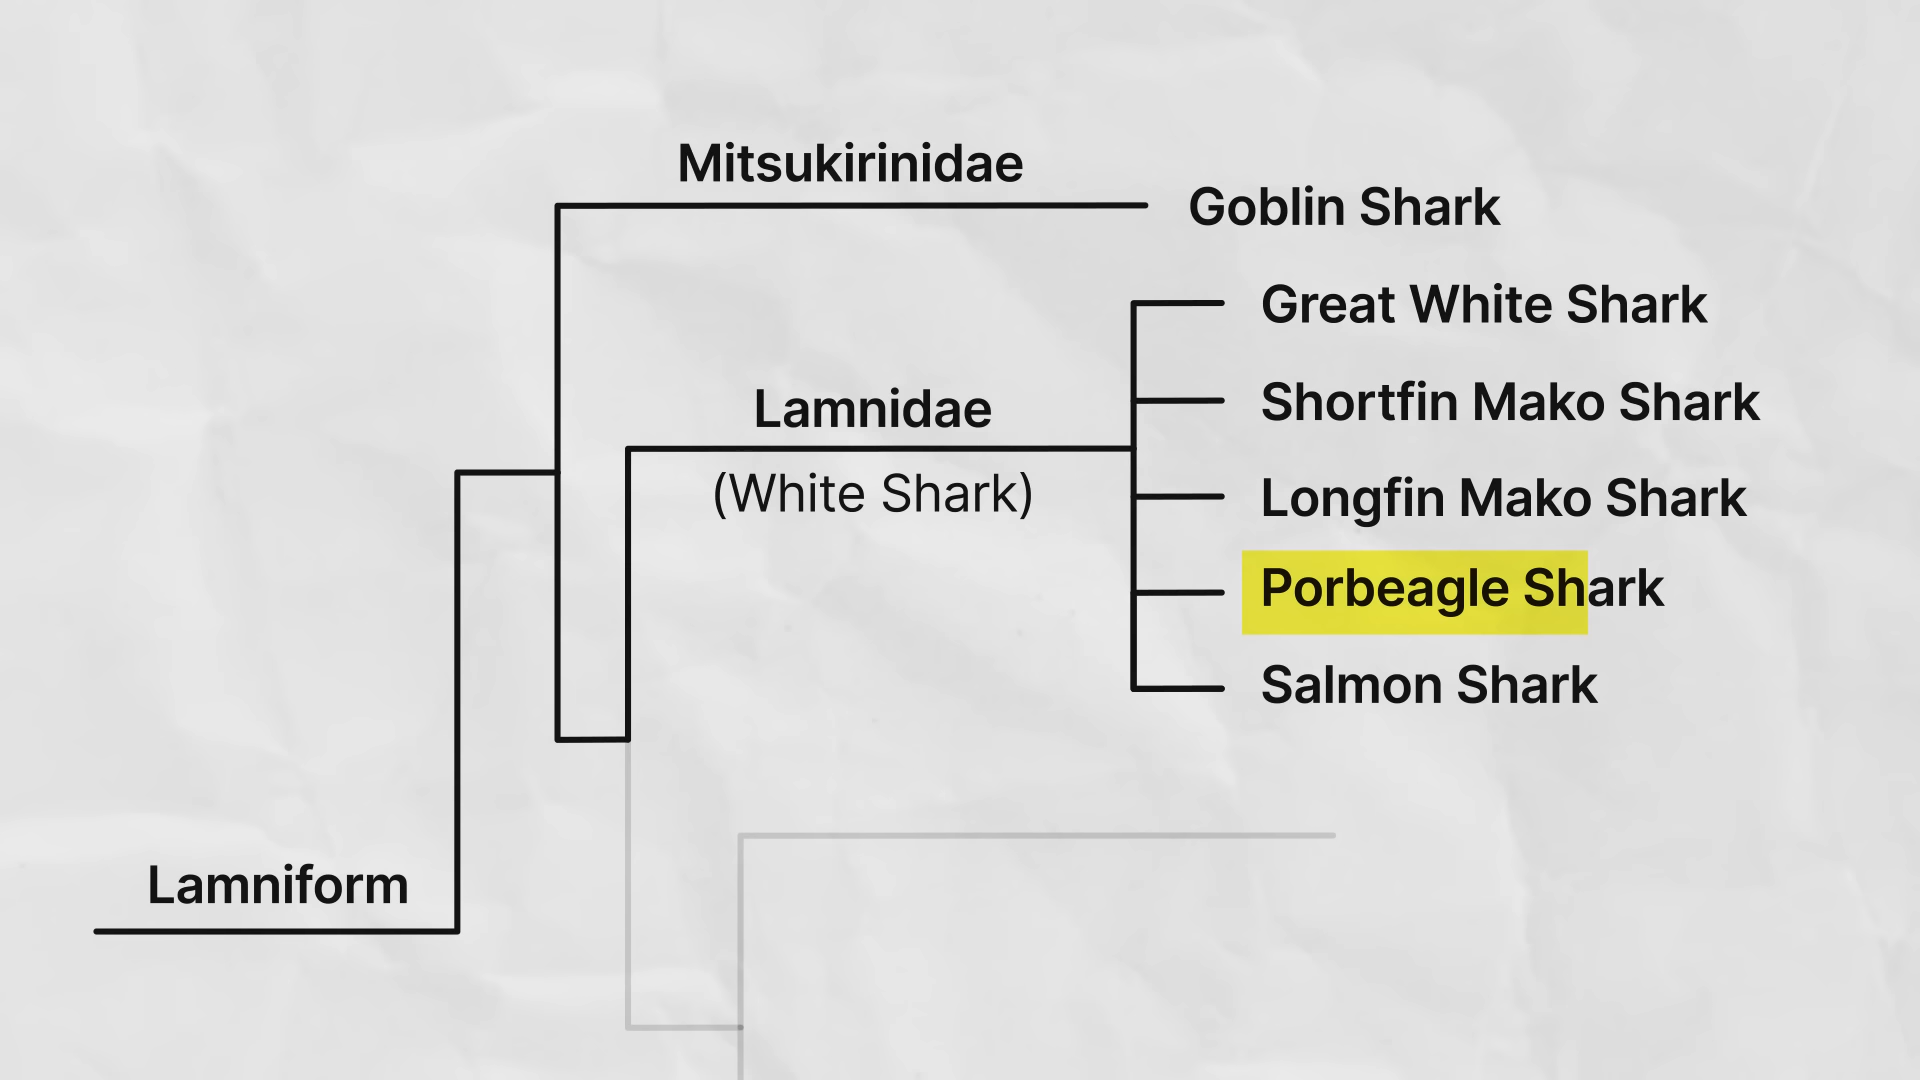 Mitsukirinidae
Goblin Shark
Great White Shark
Shortfin Mako Shark
Lamnidae
(White Shark)
Longfin Mako Shark
Porbeagle Shark
Salmon Shark
Lamniform